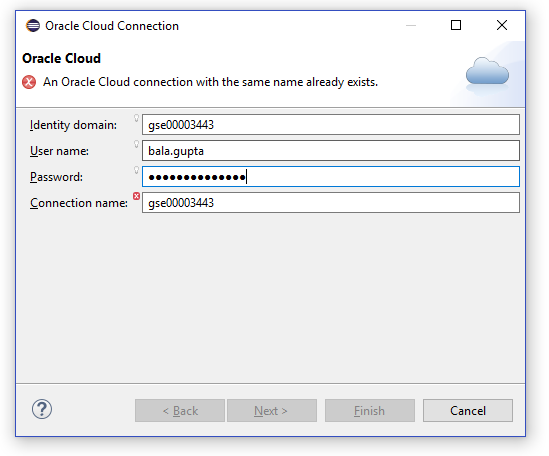 Oracle Cloud Connection
Oracle Cloud
An Oracle Cloud connection with the same name already exists.
Identity domain: gse00003443
User name: bala.gupta
Password: ●●●●●●●●●●●●●●
Connection name: gse00003443
? < Back Next > Finish Cancel